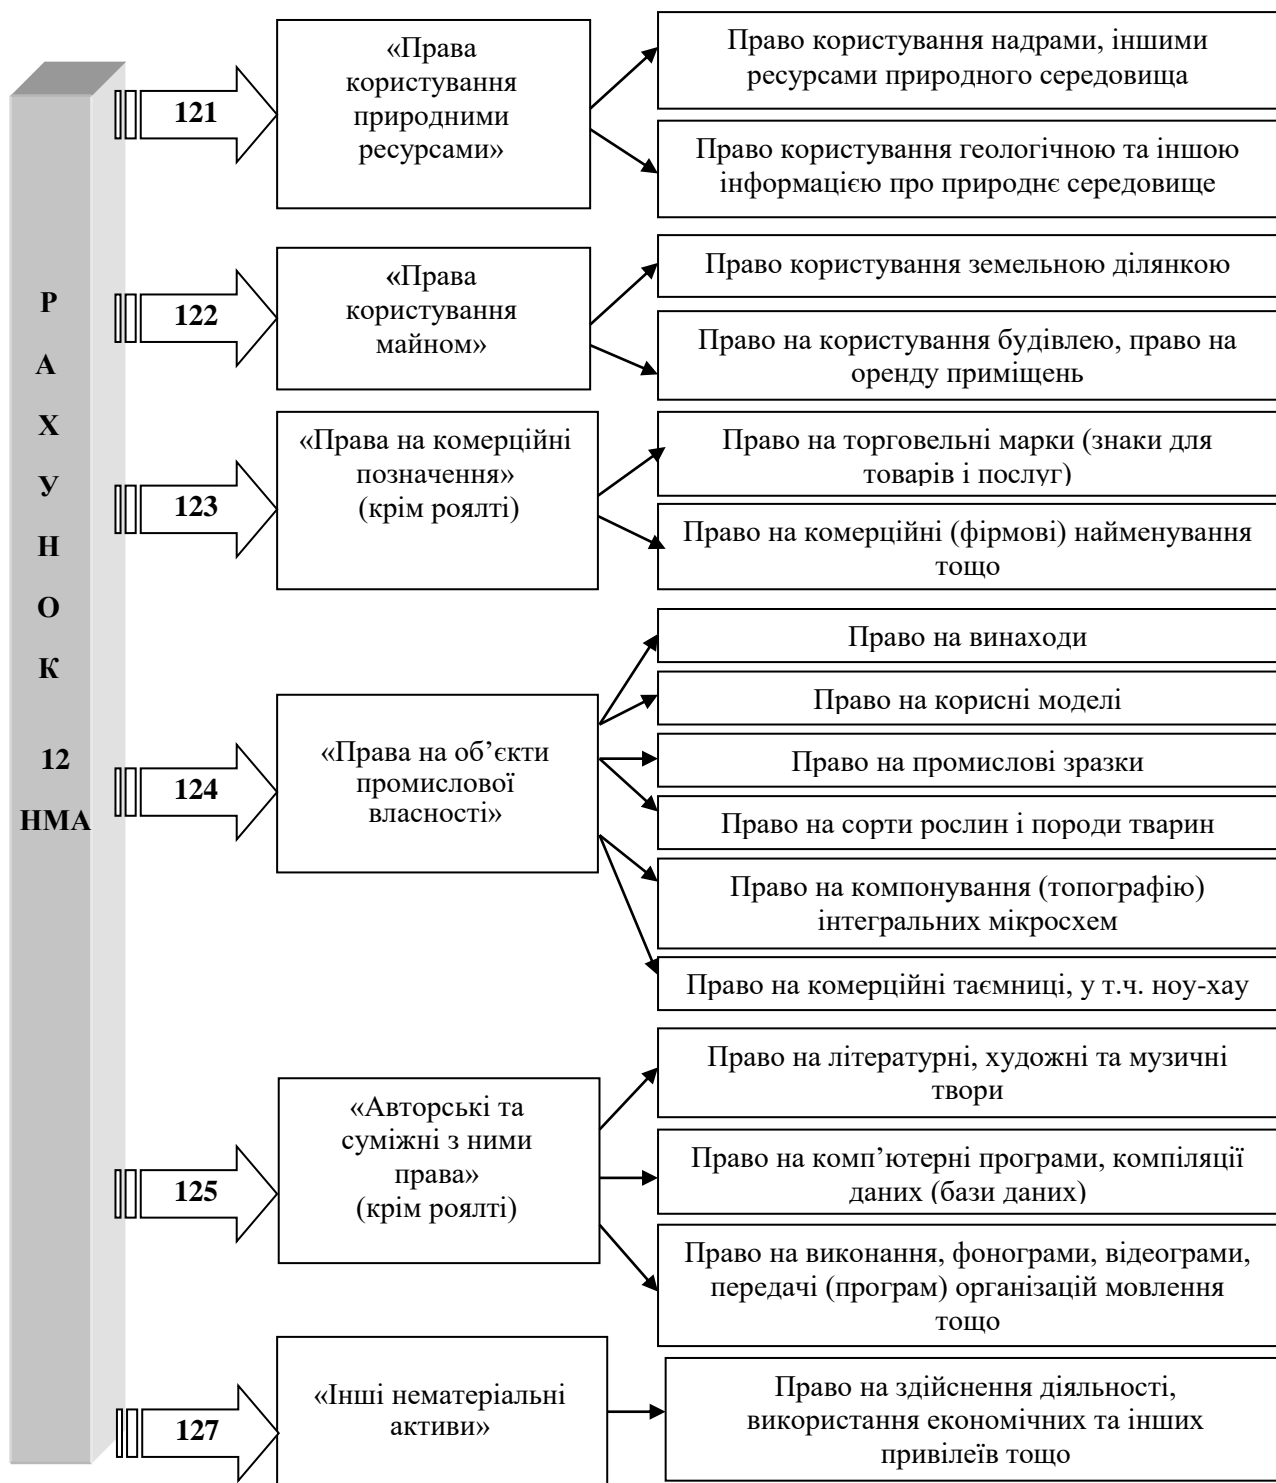 Р
А
Х
У
Н
О
К
12
НМА
121
«Права
користування
природними
ресурсами»
Право користування надрами, іншими
ресурсами природного середовища
Право користування геологічною та іншою
інформацією про природнє середовище
122
«Права
користування
майном»
Право користування земельною ділянкою
Право на користування будівлею, право на
оренду приміщень
123
«Права на комерційні
позначення»
(крім роялті)
Право на торговельні марки (знаки для
товарів і послуг)
Право на комерційні (фірмові) найменування
тощо
124
«Права на об’єкти
промислової
власності»
Право на винаходи
Право на корисні моделі
Право на промислові зразки
Право на сорти рослин і породи тварин
Право на компонування (топографію)
інтегральних мікросхем
Право на комерційні таємниці, у т.ч. ноу-хау
125
«Авторські та
суміжні з ними
права»
(крім роялті)
Право на літературні, художні та музичні
твори
Право на комп’ютерні програми, компіляції
даних (бази даних)
Право на виконання, фонограми, відеограми,
передачі (програм) організацій мовлення
тощо
127
«Інші нематеріальні
активи»
Право на здійснення діяльності,
використання економічних та інших
привілеїв тощо